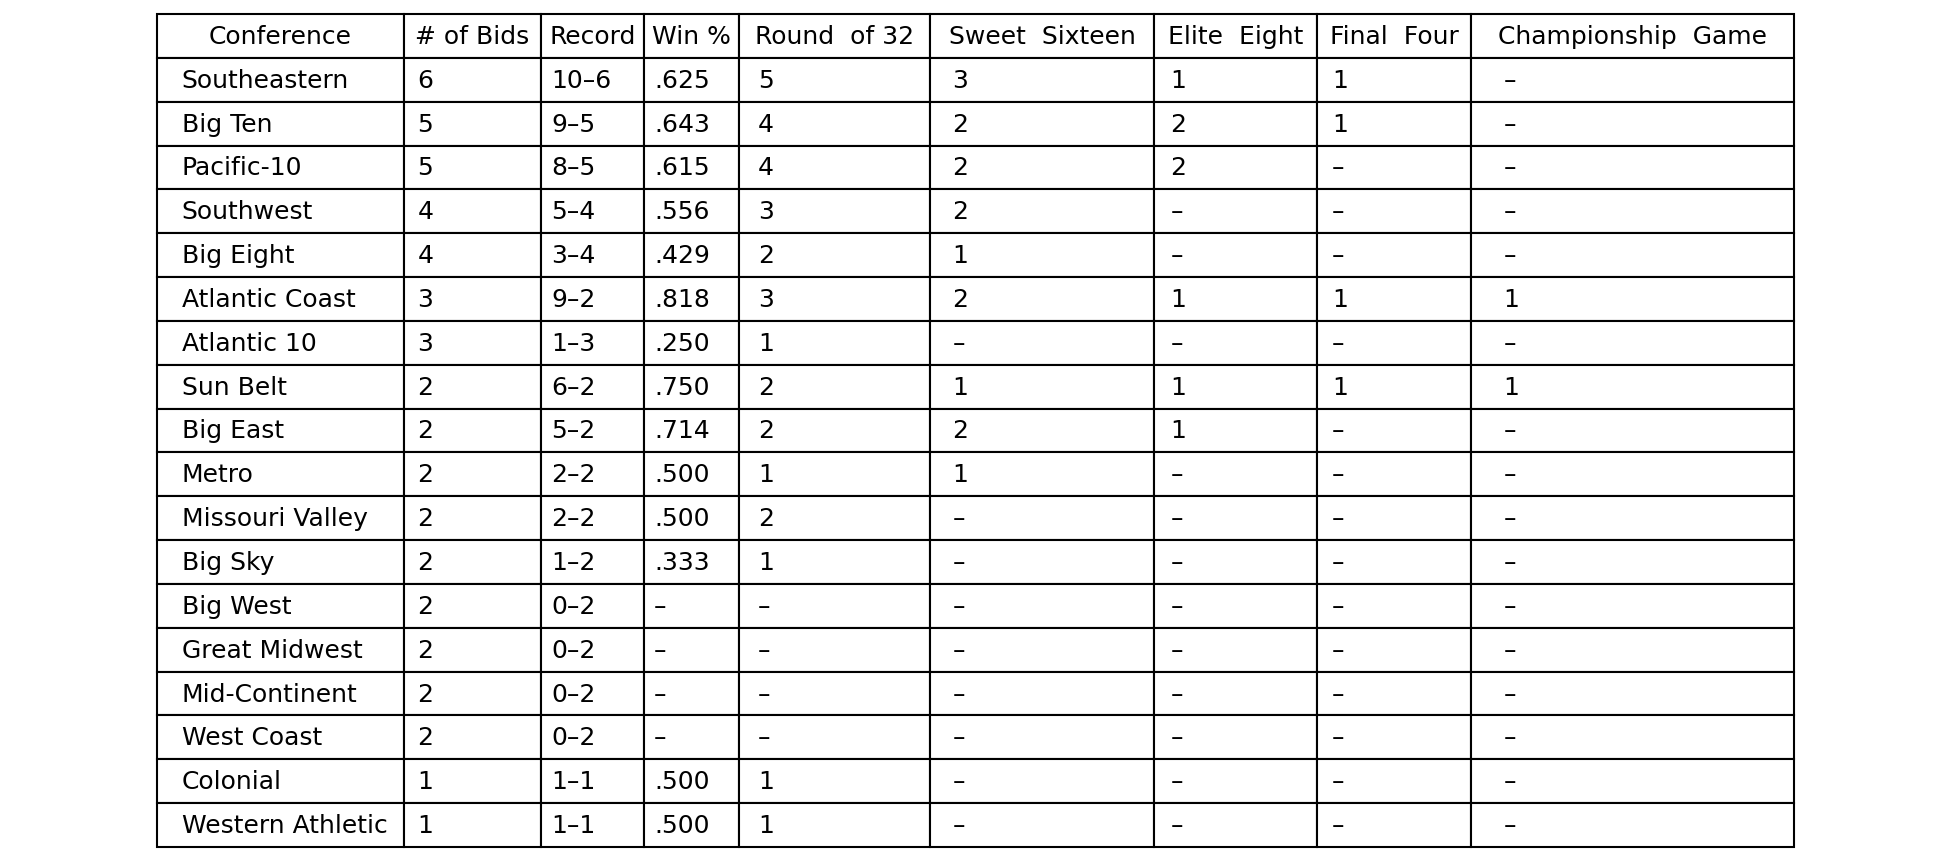 Conference # of Bids Record Win % Round of 32 Sweet Sixteen Elite Eight Final Four Championship Game
Southeastern 6 10–6 .625 5 3 1 1 –
Big Ten 5 9–5 .643 4 2 2 1 –
Pacific-10 5 8–5 .615 4 2 2 – –
Southwest 4 5–4 .556 3 2 – – –
Big Eight 4 3–4 .429 2 1 – – –
Atlantic Coast 3 9–2 .818 3 2 1 1 1
Atlantic 10 3 1–3 .250 1 – – – –
Sun Belt 2 6–2 .750 2 1 1 1 1
Big East 2 5–2 .714 2 2 1 – –
Metro 2 2–2 .500 1 1 – – –
Missouri Valley 2 2–2 .500 2 – – – –
Big Sky 2 1–2 .333 1 – – – –
Big West 2 0–2 – – – – – –
Great Midwest 2 0–2 – – – – – –
Mid-Continent 2 0–2 – – – – – –
West Coast 2 0–2 – – – – – –
Colonial 1 1–1 .500 1 – – – –
Western Athletic 1 1–1 .500 1 – – – –